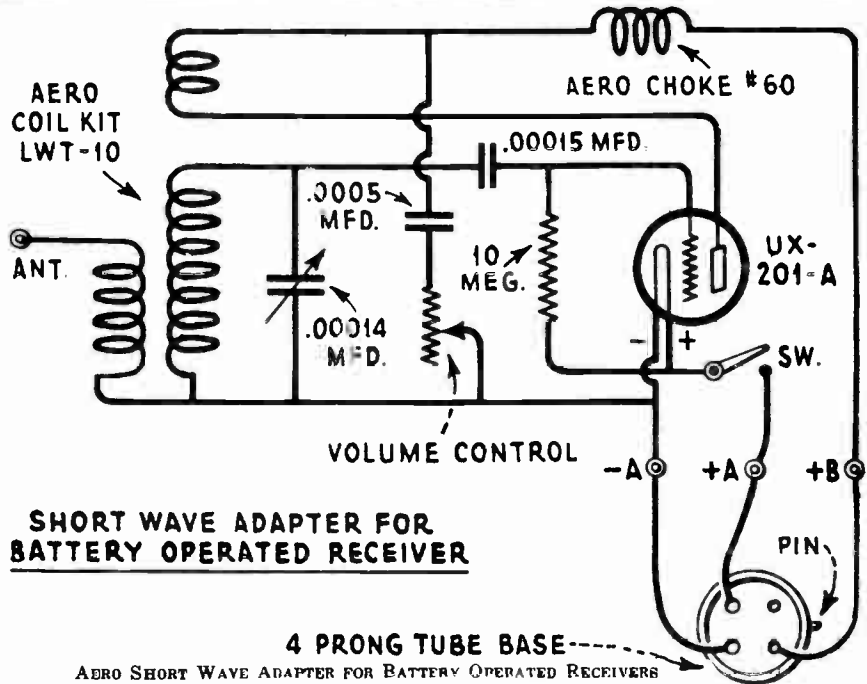 AERO CHOKE #60
AERO
COIL KIT
LWT-10
.00015 MFD.
.0005
MFD.
ANT.
10
MEG.
UX-
201-A
.00014
MFD.
- +
SW.
VOLUME CONTROL
-A +A +B
SHORT WAVE ADAPTER FOR
BATTERY OPERATED RECEIVER
PIN
4 PRONG TUBE BASE
AERO SHORT WAVE ADAPTER FOR BATTERY OPERATED RECEIVERS